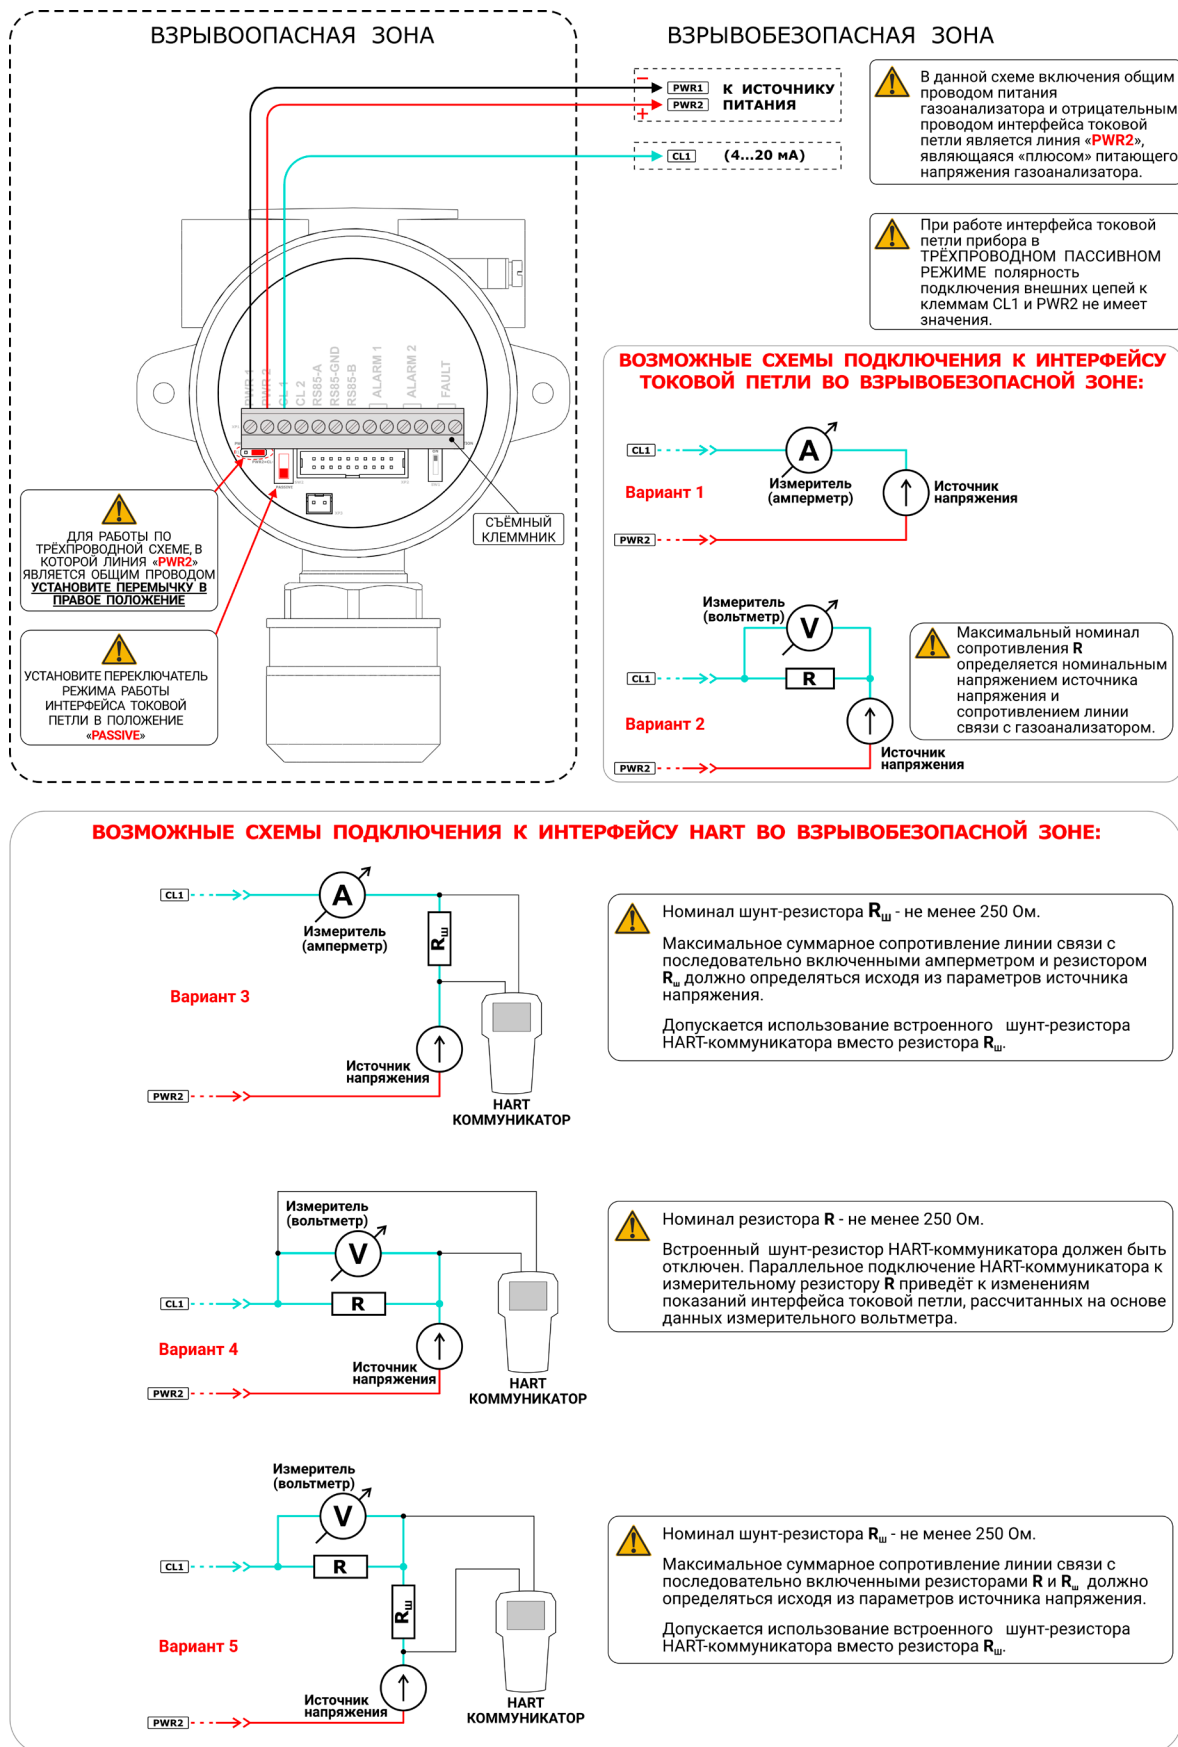 ВЗРЫВООПАСНАЯ ЗОНА
ВЗРЫВОБЕЗОПАСНАЯ ЗОНА
−
PWR1
К ИСТОЧНИКУ
PWR2
ПИТАНИЯ
+
CL1
(4...20 мА)
В данной схеме включения общим
проводом питания
газоанализатора и отрицательным
проводом интерфейса токовой
петли является линия «PWR2»,
являющаяся «плюсом» питающего
напряжения газоанализатора.
При работе интерфейса токовой
петли прибора в
ТРЁХПРОВОДНОМ ПАССИВНОМ
РЕЖИМЕ полярность
подключения внешних цепей к
клеммам CL1 и PWR2 не имеет
значения.
PWR 1
PWR 2
CL 1
CL 2
RS85-A
RS85-GND
RS85-B
ALARM 1
ALARM 2
FAULT
PWR2+CL-
PASSIVE
СЪЁМНЫЙ
КЛЕММНИК
ДЛЯ РАБОТЫ ПО
ТРЁХПРОВОДНОЙ СХЕМЕ, В
КОТОРОЙ ЛИНИЯ «PWR2»
ЯВЛЯЕТСЯ ОБЩИМ ПРОВОДОМ
УСТАНОВИТЕ ПЕРЕМЫЧКУ В
ПРАВОЕ ПОЛОЖЕНИЕ
УСТАНОВИТЕ ПЕРЕКЛЮЧАТЕЛЬ
РЕЖИМА РАБОТЫ
ИНТЕРФЕЙСА ТОКОВОЙ
ПЕТЛИ В ПОЛОЖЕНИЕ
«PASSIVE»
ВОЗМОЖНЫЕ СХЕМЫ ПОДКЛЮЧЕНИЯ К ИНТЕРФЕЙСУ
ТОКОВОЙ ПЕТЛИ ВО ВЗРЫВОБЕЗОПАСНОЙ ЗОНЕ:
CL1
A
Измеритель
(амперметр)
Вариант 1
Источник
напряжения
PWR2
Измеритель
(вольтметр)
V
CL1
R
Вариант 2
Источник
напряжения
PWR2
Максимальный номинал
сопротивления R
определяется номинальным
напряжением источника
напряжения и
сопротивлением линии
связи с газоанализатором.
ВОЗМОЖНЫЕ СХЕМЫ ПОДКЛЮЧЕНИЯ К ИНТЕРФЕЙСУ HART ВО ВЗРЫВОБЕЗОПАСНОЙ ЗОНЕ:
CL1
A
Измеритель
(амперметр)
Rш
Вариант 3
Источник
напряжения
PWR2
HART
КОММУНИКАТОР
Номинал шунт-резистора Rш - не менее 250 Ом.
Максимальное суммарное сопротивление линии связи с
последовательно включенными амперметром и резистором
Rш должно определяться исходя из параметров источника
напряжения.
Допускается использование встроенного шунт-резистора
HART-коммуникатора вместо резистора Rш.
Измеритель
(вольтметр)
V
CL1
R
Вариант 4
Источник
напряжения
PWR2
HART
КОММУНИКАТОР
Номинал резистора R - не менее 250 Ом.
Встроенный шунт-резистор HART-коммуникатора должен быть
отключен. Параллельное подключение HART-коммуникатора к
измерительному резистору R приведёт к изменениям
показаний интерфейса токовой петли, рассчитанных на основе
данных измерительного вольтметра.
Измеритель
(вольтметр)
V
CL1
R
Rш
Вариант 5
Источник
напряжения
PWR2
HART
КОММУНИКАТОР
Номинал шунт-резистора Rш - не менее 250 Ом.
Максимальное суммарное сопротивление линии связи с
последовательно включенными резисторами R и Rш должно
определяться исходя из параметров источника напряжения.
Допускается использование встроенного шунт-резистора
HART-коммуникатора вместо резистора Rш.